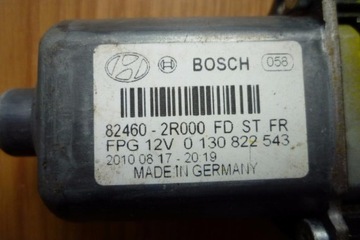 BOSCH 058
82460 - 2R000 FD ST FR
FPG 12V 0 130 822 543
2010 08 17 - 20 19
MADE IN GERMANY